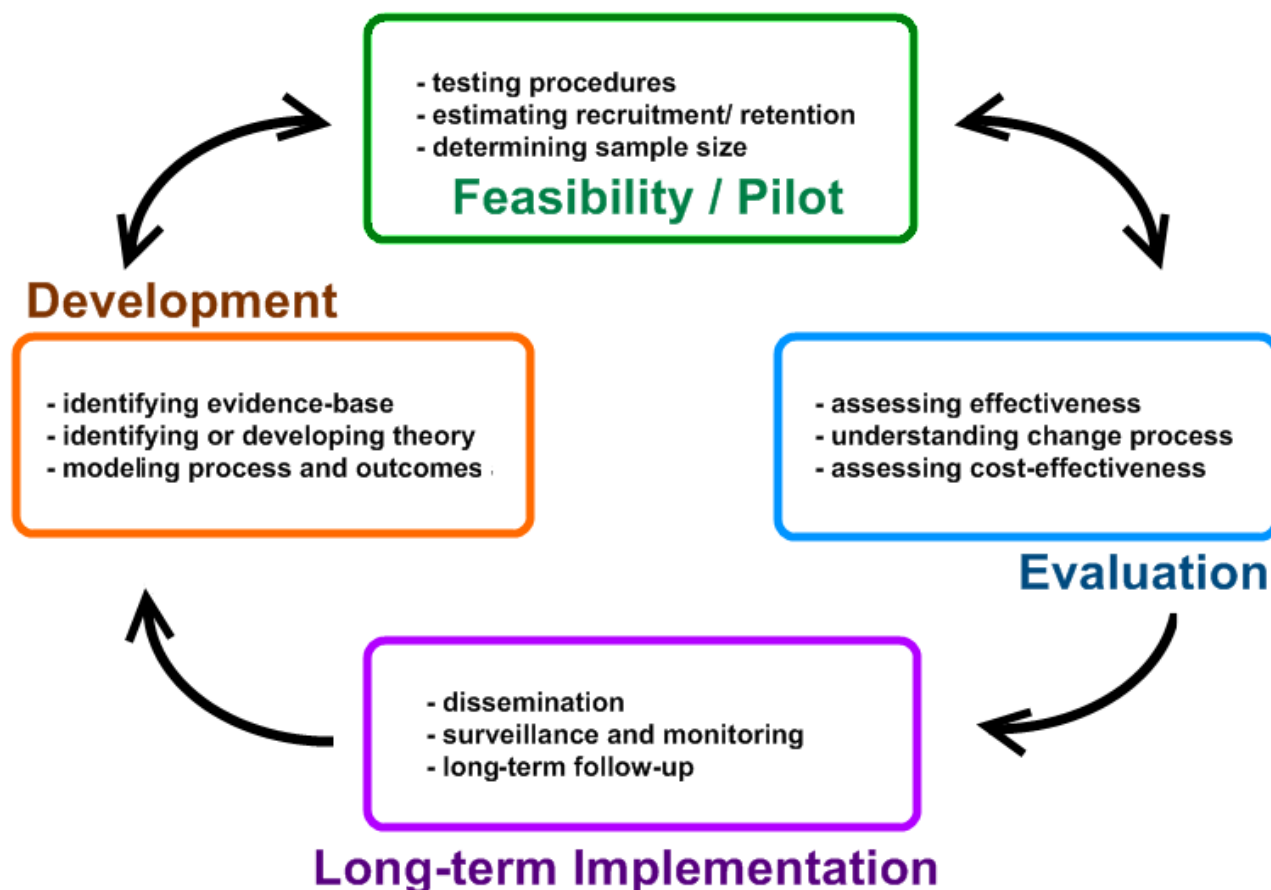 - testing procedures
- estimating recruitment/ retention
- determining sample size
Feasibility / Pilot
Development
- identifying evidence-base
- identifying or developing theory
- modeling process and outcomes
- assessing effectiveness
- understanding change process
- assessing cost-effectiveness
Evaluation
- dissemination
- surveillance and monitoring
- long-term follow-up
Long-term Implementation